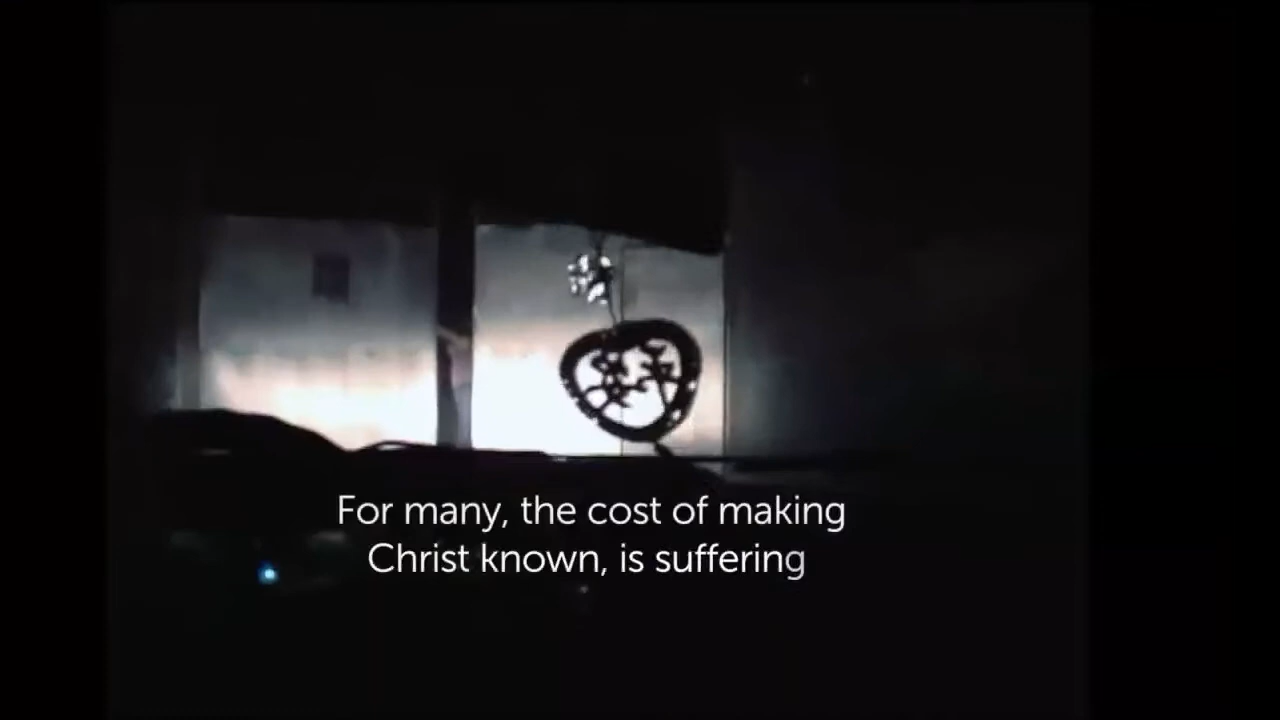 For many, the cost of making
Christ known, is suffering